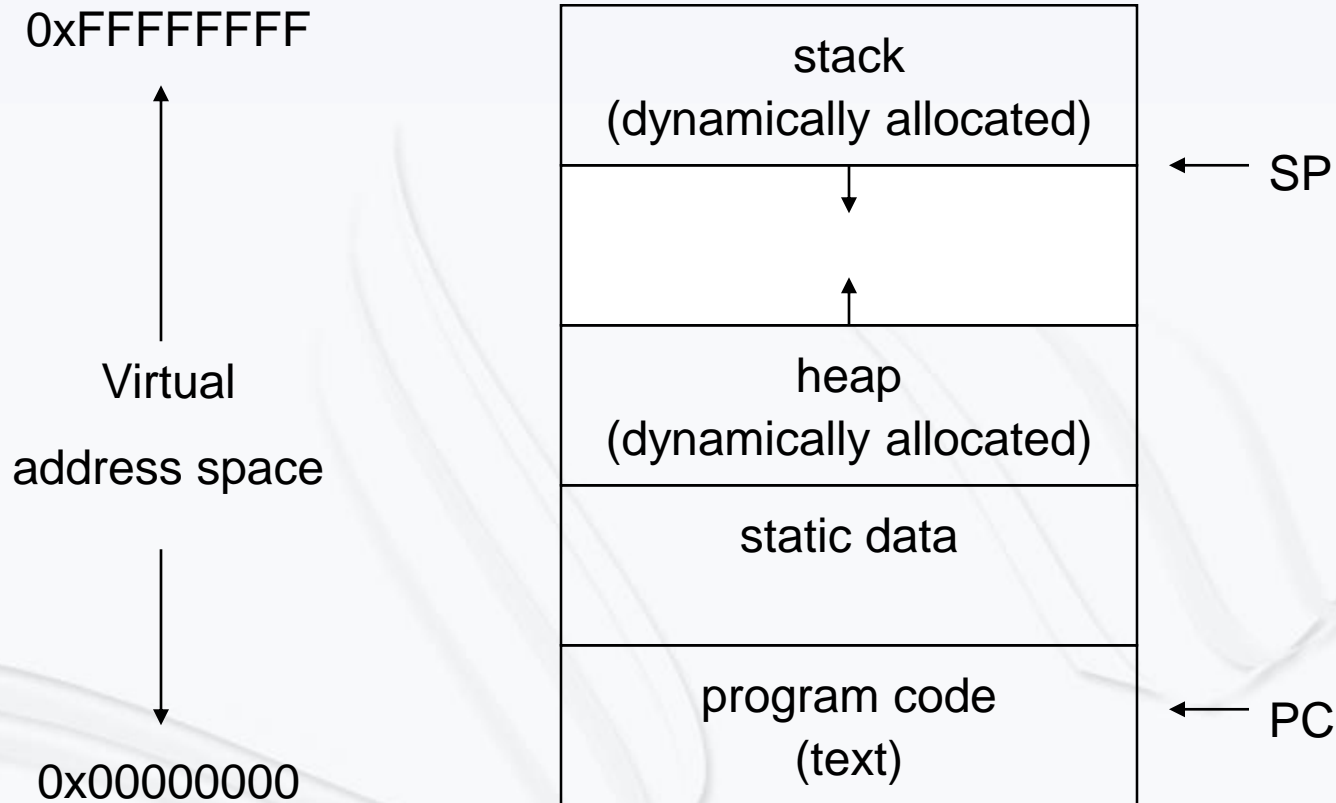 0xFFFFFFFF
stack
(dynamically allocated)
SP
Virtual
address space
heap
(dynamically allocated)
static data
program code
(text)
PC
0x00000000